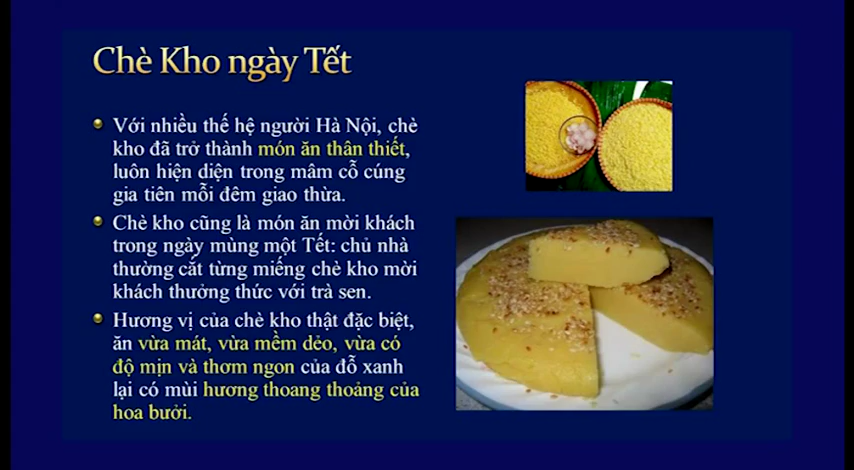 Chè Kho ngày Tết
Với nhiều thế hệ người Hà Nội, chè
kho đã trở thành món ăn thân thiết,
luôn hiện diện trong mâm cỗ cúng
gia tiên mỗi đêm giao thừa.
Chè kho cũng là món ăn mời khách
trong ngày mùng một Tết: chủ nhà
thường cắt từng miếng chè kho mời
khách thưởng thức với trà sen.
Hương vị của chè kho thật đặc biệt,
ăn vừa mát, vừa mềm dẻo, vừa có
độ mịn và thơm ngon của đỗ xanh
lại có mùi hương thoang thoảng của
hoa bưởi.